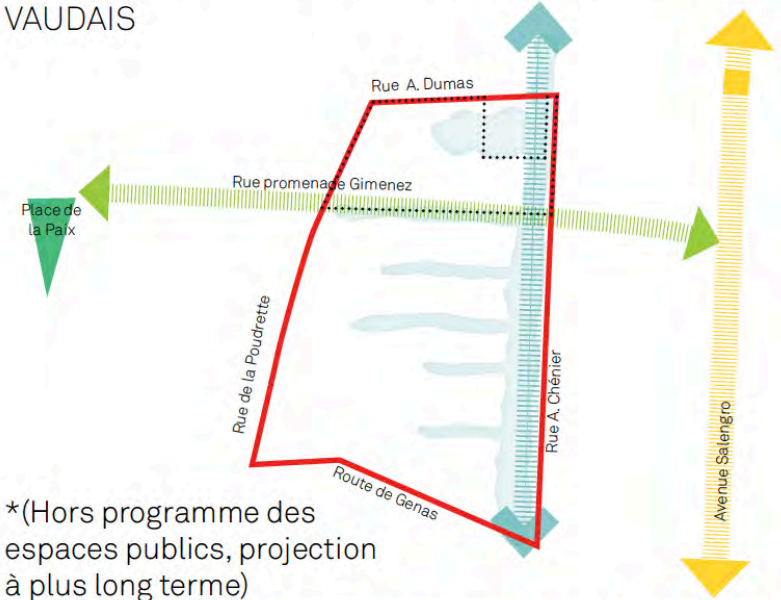 VAUDAIS
Rue A. Dumas
Rue promenade Gimenez
Place de
la Paix
Rue de la Poudrette
Rue A. Chénier
Avenue Salengro
Route de Genas
*(Hors programme des
espaces publics, projection
à plus long terme)